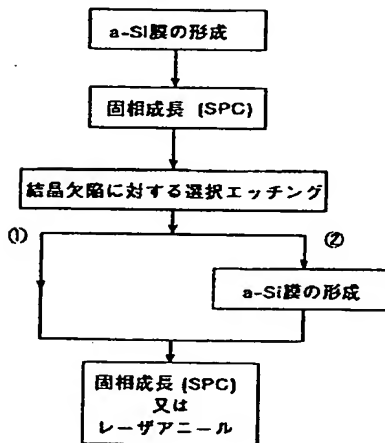 a-Si膜の形成
固相成長 (SPC)
結晶欠陥に対する選択エッチング
① ②
a-Si膜の形成
固相成長 (SPC)
又は
レーザアニール